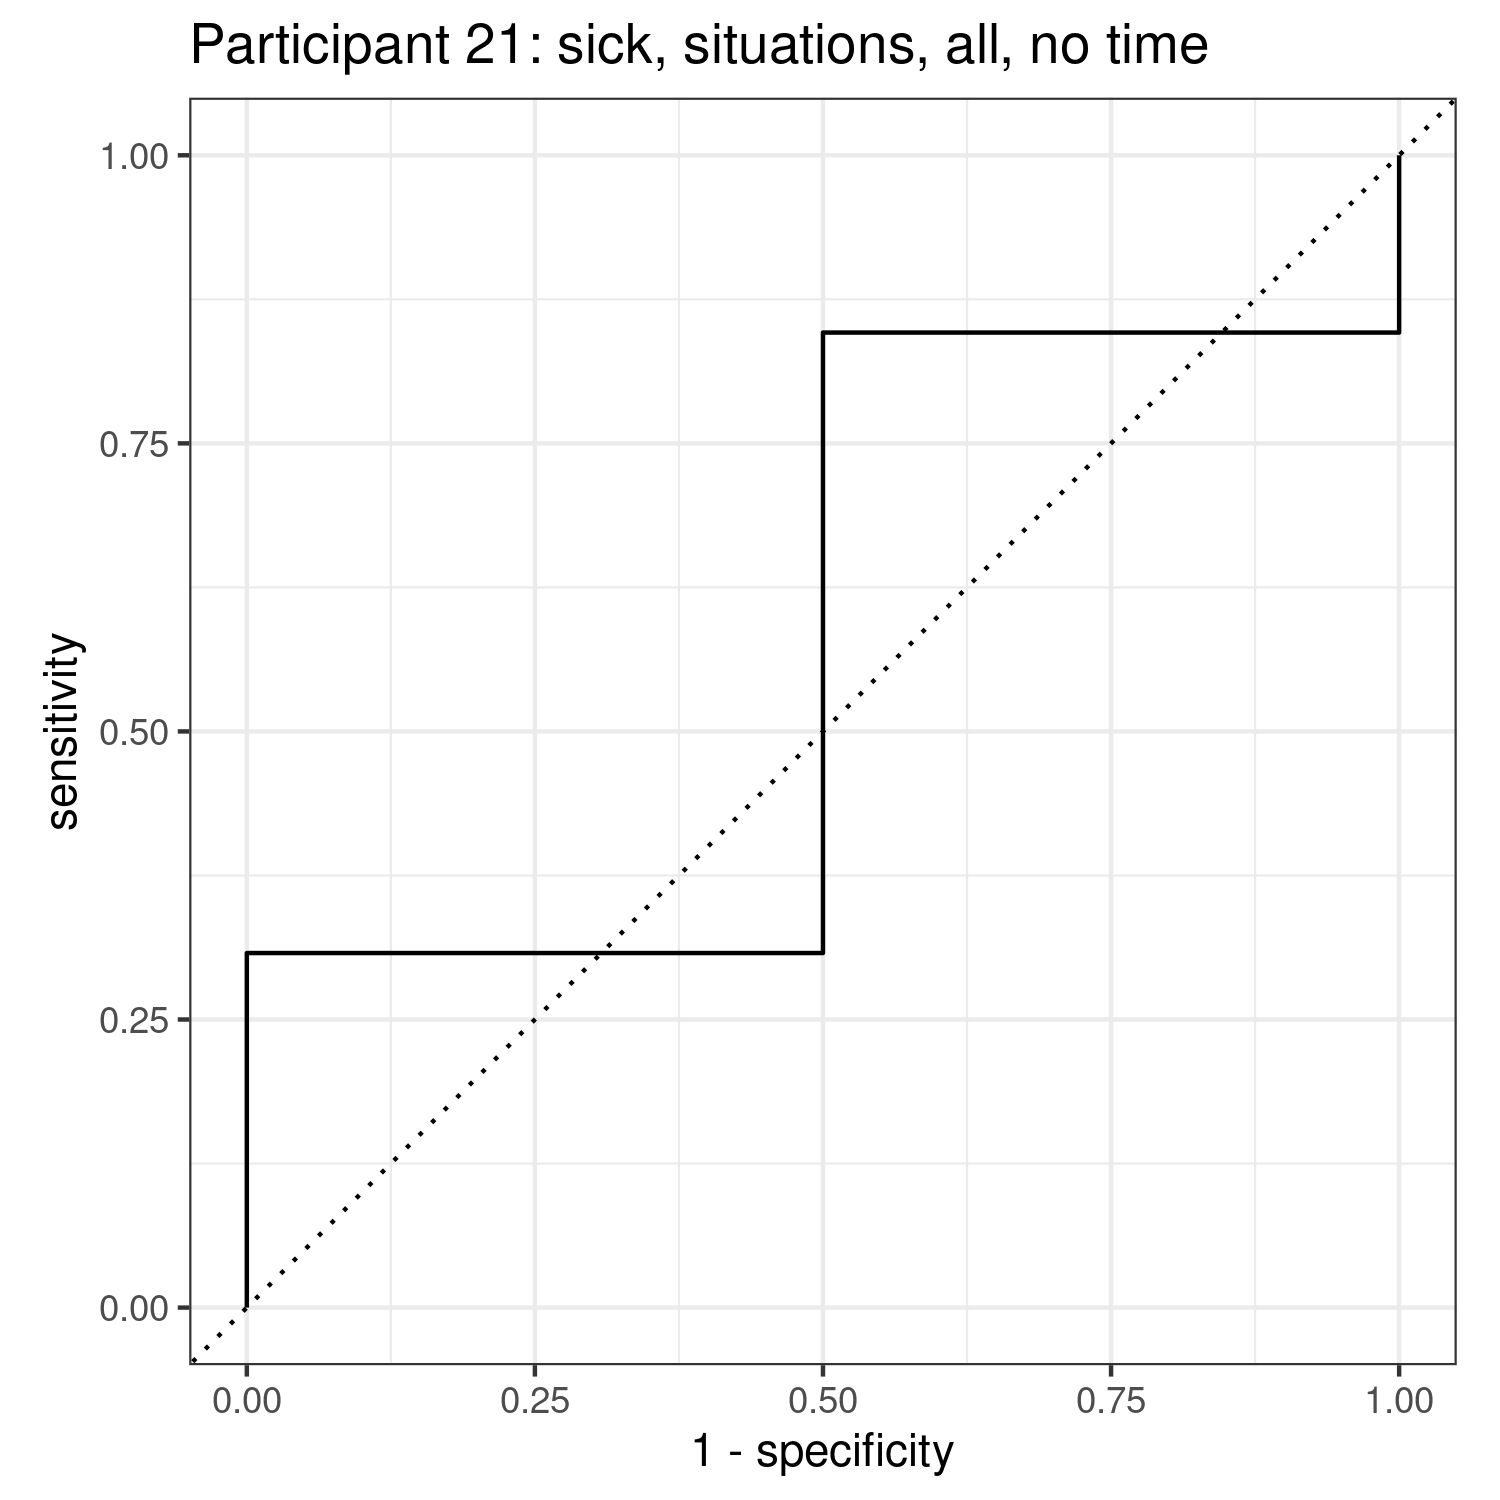 Participant 21: sick, situations, all, no time
1.00
0.75
0.50
0.25
0.00
sensitivity
0.00 0.25 0.50 0.75 1.00
1 - specificity